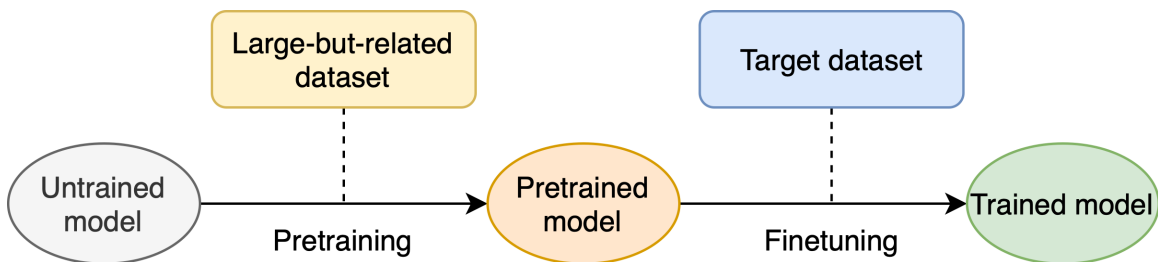 Large-but-related
dataset
Target dataset
Untrained
model
Pretraining
Pretrained
model
Finetuning
Trained model